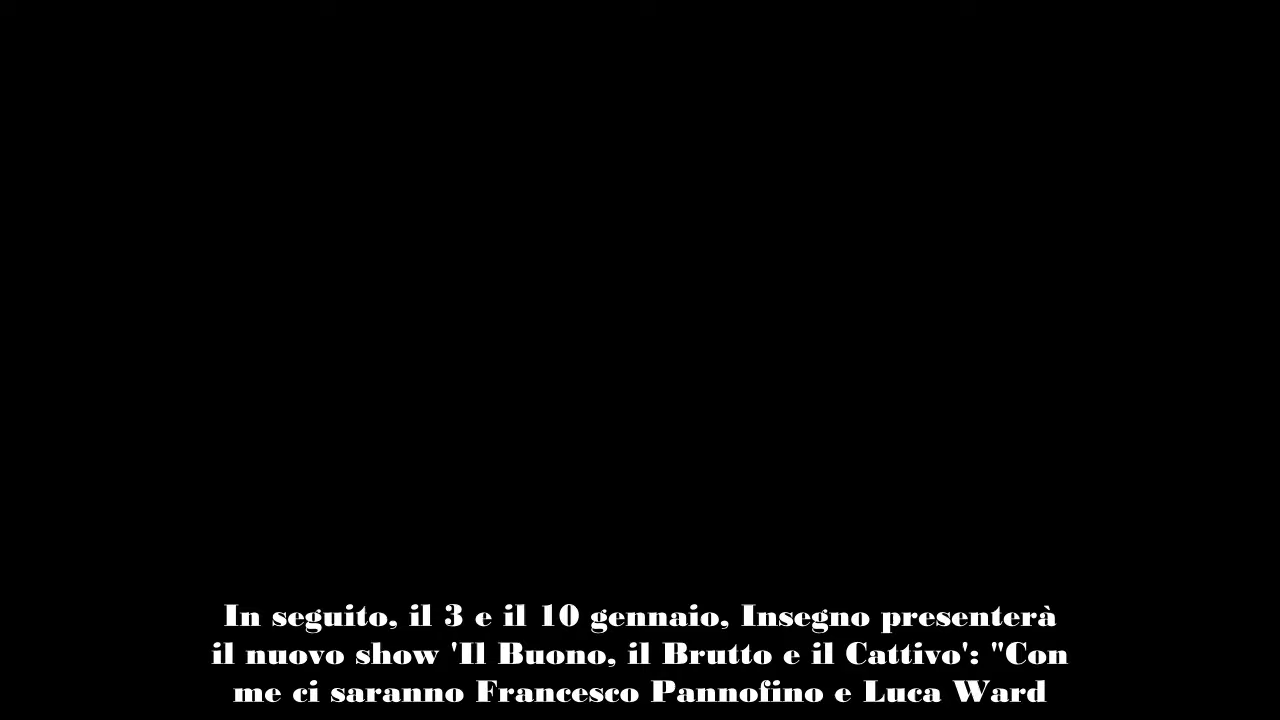 In seguito, il 3 e il 10 gennaio, Insegno presenterà
il nuovo show 'Il Buono, il Brutto e il Cattivo': "Con
me ci saranno Francesco Pannofino e Luca Ward